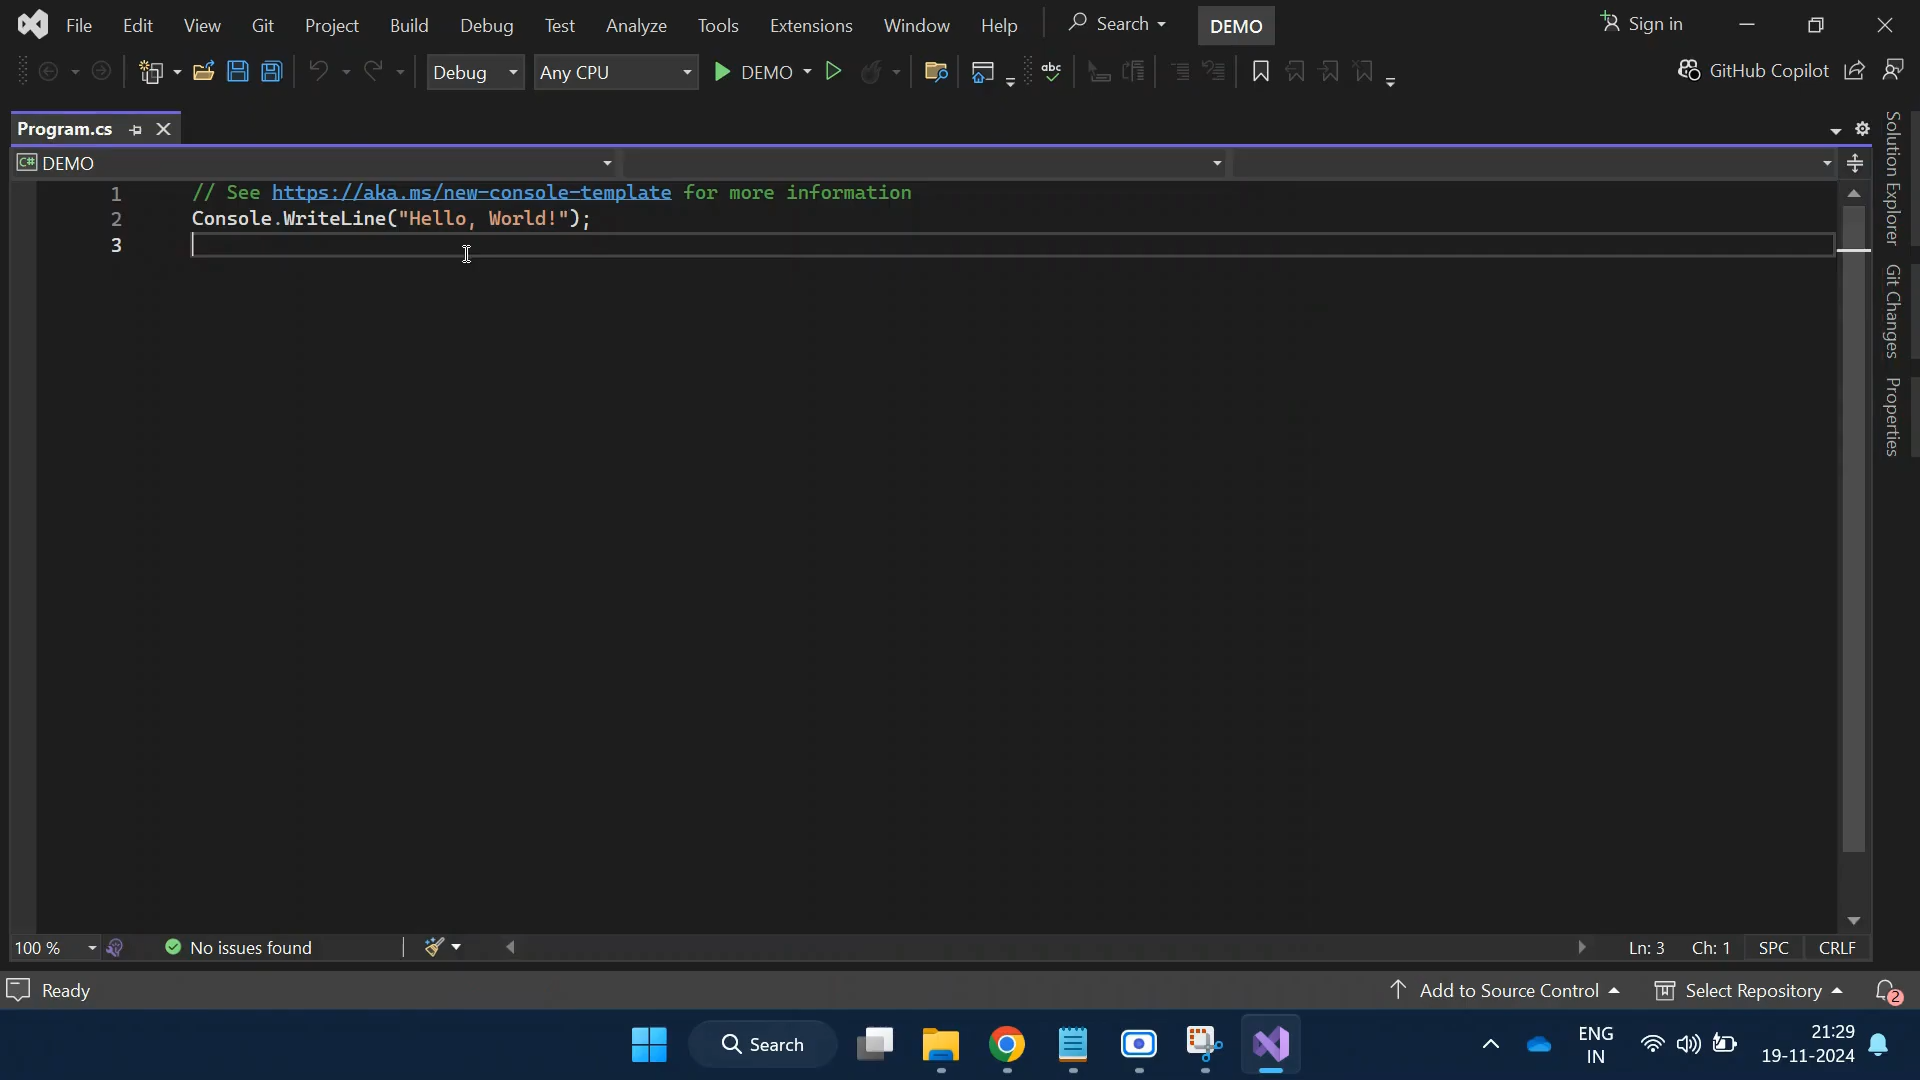 File Edit View Git Project Build Debug Test Analyze Tools Extensions Window Help Search DEMO Sign in
Debug Any CPU DEMO abc GitHub Copilot
Program.cs
C# DEMO
1 // See https://aka.ms/new-console-template for more information
2 Console.WriteLine("Hello, World!");
3
Solution Explorer
Git Changes
Properties
100 % No issues found Ln: 3 Ch: 1 SPC CRLF
Ready Add to Source Control Select Repository 2
Search ENG 21:29
IN 19-11-2024